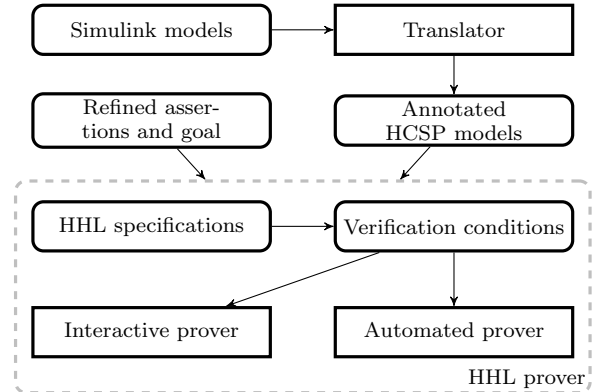 Simulink models
Translator
Refined asser-
tions and goal
Annotated
HCSP models
HHL specifications
Verification conditions
Interactive prover
Automated prover
HHL prover